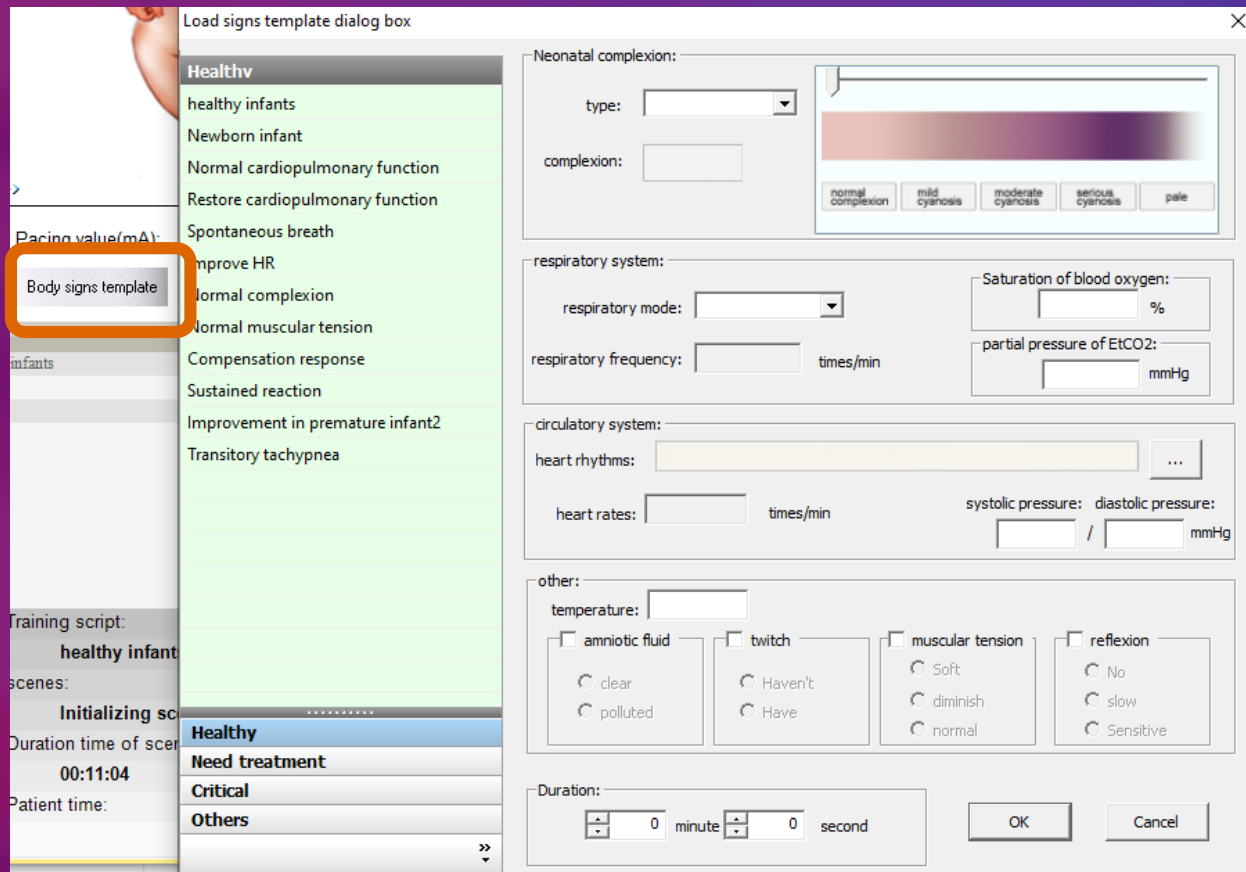 Load signs template dialog box
Healthy
healthy infants
Newborn infant
Normal cardiopulmonary function
Restore cardiopulmonary function
Spontaneous breath
mprove HR
ormal complexion
ormal muscular tension
Compensation response
Sustained reaction
Improvement in premature infant2
Transitory tachypnea
Healthy
Need treatment
Critical
Others
Pacing value(mA):
Body signs template
infants
Training script:
healthy infant
scenes:
Initializing sc
Duration time of scen
00:11:04
Patient time:
Neonatal complexion:
type:
complexion:
normal complexion
mild cyanosis
moderate cyanosis
serious cyanosis
pale
respiratory system:
respiratory mode:
respiratory frequency: times/min
Saturation of blood oxygen:
%
partial pressure of EtCO2:
mmHg
circulatory system:
heart rhythms: ...
heart rates: times/min
systolic pressure: diastolic pressure:
/ mmHg
other:
temperature:
amniotic fluid
clear
polluted
twitch
Haven't
Have
muscular tension
Soft
diminish
normal
reflexion
No
slow
Sensitive
Duration:
0 minute 0 second
OK
Cancel